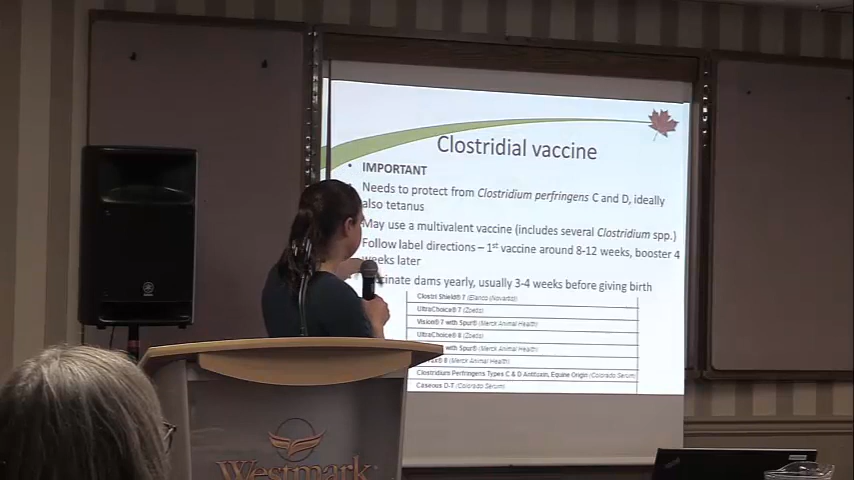 Clostridial vaccine
• IMPORTANT
Needs to protect from Clostridium perfringens C and D, ideally
also tetanus
May use a multivalent vaccine (includes several Clostridium spp.)
Follow label directions – 1st vaccine around 8-12 weeks, booster 4
weeks later
dams yearly, usually 3-4 weeks before giving birth
Clostri Shield® 7 (Elanco (Novartis)
UltraChoice® 7 (Zoetis)
Vision® 7 with Spur® (Merck Animal Health)
UltraChoice® 8 (Zoetis)
with Spur® (Merck Animal Health)
8 (Merck Animal Health)
Clostridium Perfringens Types C & D Antitoxin, Equine Origin (Colorado Serum)
Caseous D-T (Colorado Serum)
Westmark